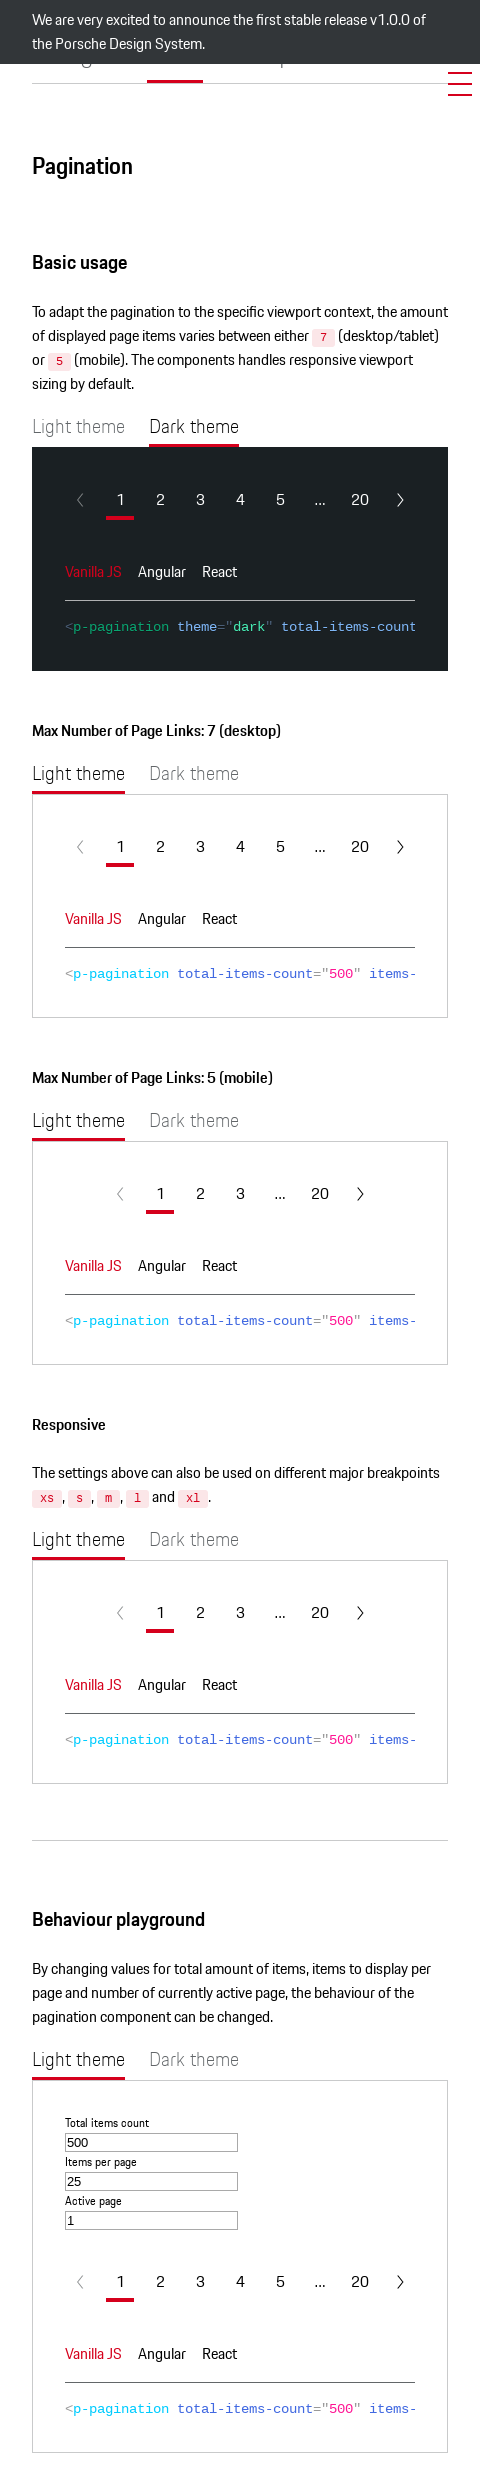 We are very excited to announce the first stable release v1.0.0 of
the Porsche Design System.
Pagination
Basic usage
To adapt the pagination to the specific viewport context, the amount
of displayed page items varies between either 7 (desktop/tablet)
or 5 (mobile). The components handles responsive viewport
sizing by default.
Light theme Dark theme
1 2 3 4 5 ... 20
Vanilla JS Angular React
<p-pagination theme="dark" total-items-count
Max Number of Page Links: 7 (desktop)
Light theme Dark theme
1 2 3 4 5 ... 20
Vanilla JS Angular React
<p-pagination total-items-count="500" items-
Max Number of Page Links: 5 (mobile)
Light theme Dark theme
1 2 3 ... 20
Vanilla JS Angular React
<p-pagination total-items-count="500" items-
Responsive
The settings above can also be used on different major breakpoints
xs , s , m , l and xl .
Light theme Dark theme
1 2 3 ... 20
Vanilla JS Angular React
<p-pagination total-items-count="500" items-
Behaviour playground
By changing values for total amount of items, items to display per
page and number of currently active page, the behaviour of the
pagination component can be changed.
Light theme Dark theme
Total items count
500
Items per page
25
Active page
1
1 2 3 4 5 ... 20
Vanilla JS Angular React
<p-pagination total-items-count="500" items-